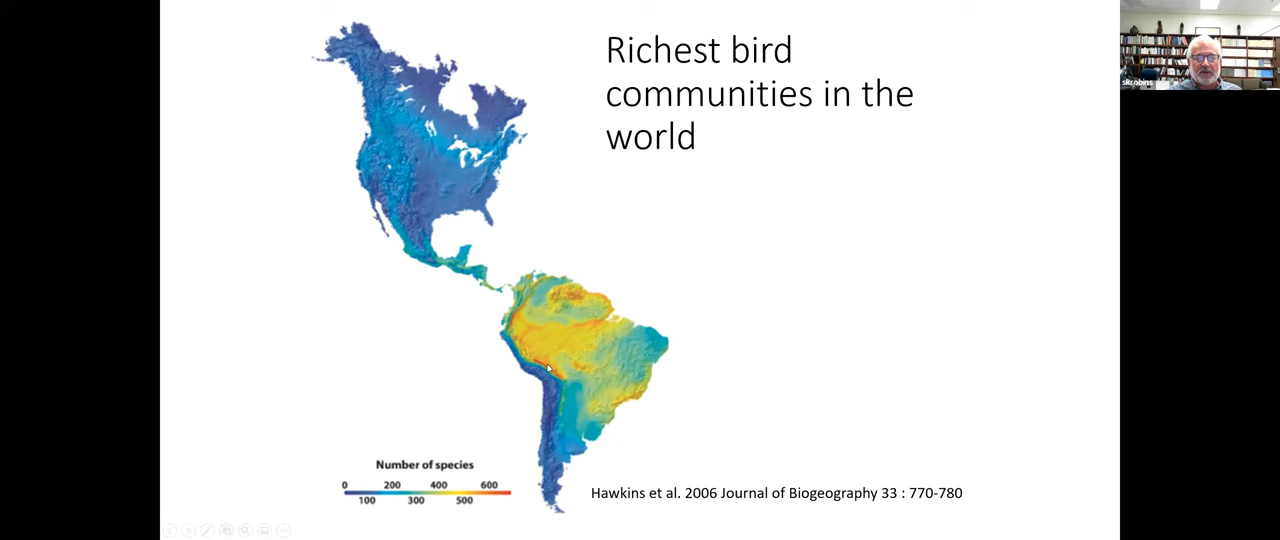 Richest bird
communities in the
world
skrobins
Number of species
0 200 400 600
100 300 500
Hawkins et al. 2006 Journal of Biogeography 33 : 770-780